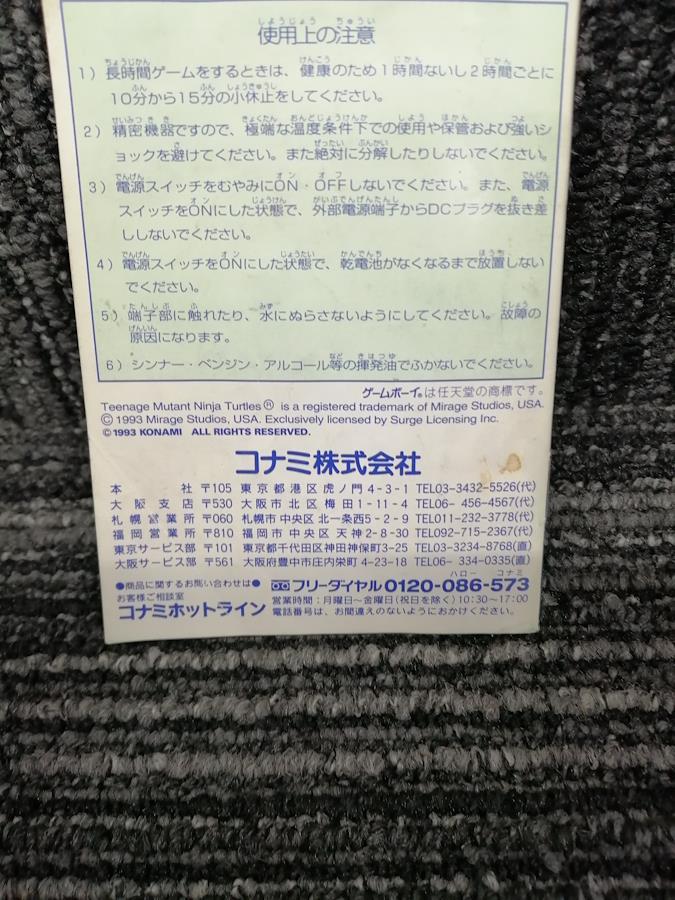 使用上の注意
1）長時間ゲームをするときは、健康のため1時間ないし2時間ごとに
10分から15分の小休止をしてください。
2）精密機器ですので、極端な温度条件下での使用や保管および強いシ
ョックを避けてください。また絶対に分解したりしないでください。
3）電源スイッチをむやみにON・OFFしないでください。また、電源
スイッチをONにした状態で、外部電源端子からDCプラグを抜き差
ししないでください。
4）電源スイッチをONにした状態で、乾電池がなくなるまで放置しない
でください。
5）端子部に触れたり、水にぬらさないようにしてください。故障の
原因になります。
6）シンナー・ベンジン・アルコール等の揮発油でふかないでください。
ゲームボーイ®は任天堂の商標です。
Teenage Mutant Ninja Turtles® is a registered trademark of Mirage Studios, USA.
© 1993 Mirage Studios, USA. Exclusively licensed by Surge Licensing Inc.
©1993 KONAMI ALL RIGHTS RESERVED.
コナミ株式会社
本社 〒105 東京都港区虎ノ門4-3-1 TEL03-3432-5526(代)
大阪支店 〒530 大阪市北区梅田1-11-4 TEL06-456-4567(代)
札幌営業所 〒060 札幌市中央区北一条西5-2-9 TEL011-232-3778(代)
福岡営業所 〒810 福岡市中央区天神2-8-30 TEL092-715-2367(代)
東京サービス部 〒101 東京都千代田区神田神保町3-25 TEL03-3234-8768(直)
大阪サービス部 〒561 大阪府豊中市庄内栄町4-23-18 TEL06-334-0335(直)
●商品に関するお問い合わせは●
お客様ご相談室
コナミホットライン
ハロー コナミ
フリーダイヤル0120-086-573
営業時間：月曜日～金曜日(祝日を除く)10:30～17:00
電話番号は、お間違えのないようにおかけください。